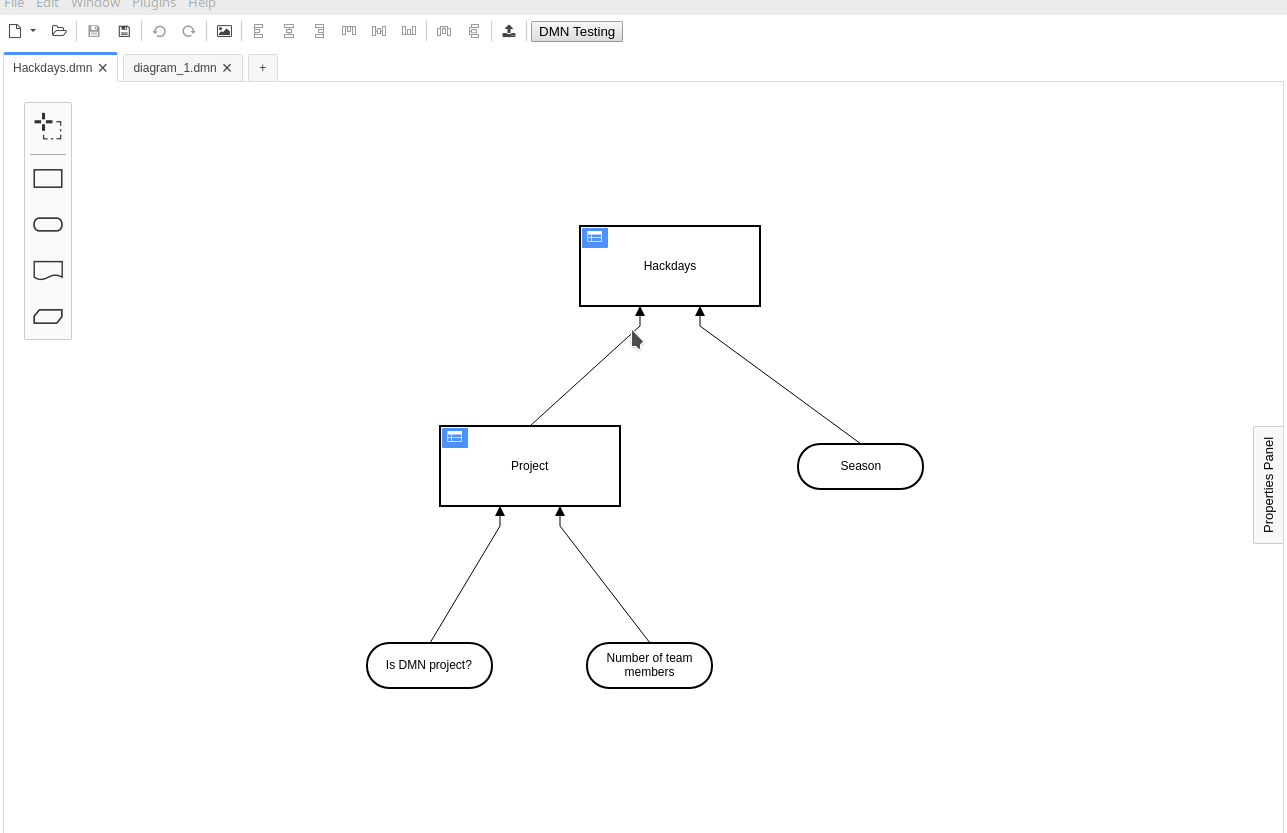 File Edit Window Plugins Help
DMN Testing
Hackdays.dmn
diagram_1.dmn
+
Hackdays
Project
Season
Properties Panel
Is DMN project?
Number of team
members